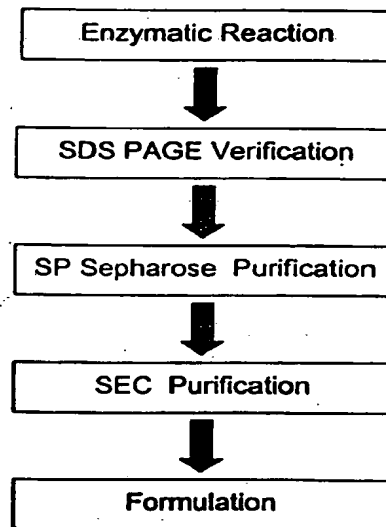 Enzymatic Reaction
SDS PAGE Verification
SP Sepharose Purification
SEC Purification
Formulation